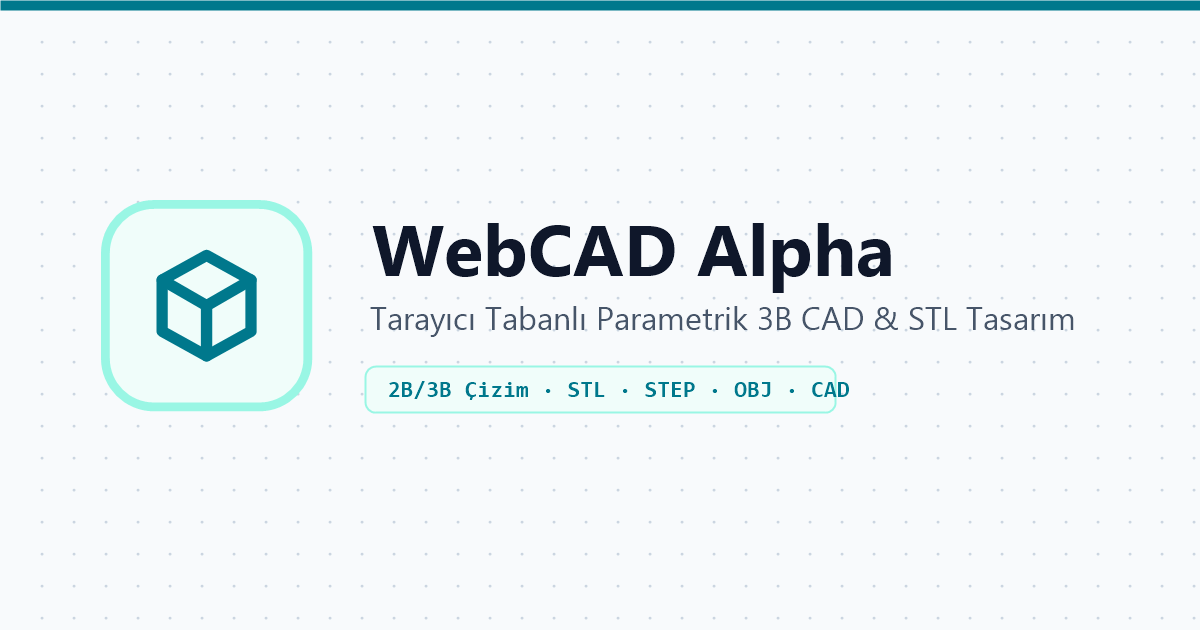 WebCAD Alpha
Tarayıcı Tabanlı Parametrik 3B CAD & STL Tasarım
2B/3B Çizim · STL · STEP · OBJ · CAD